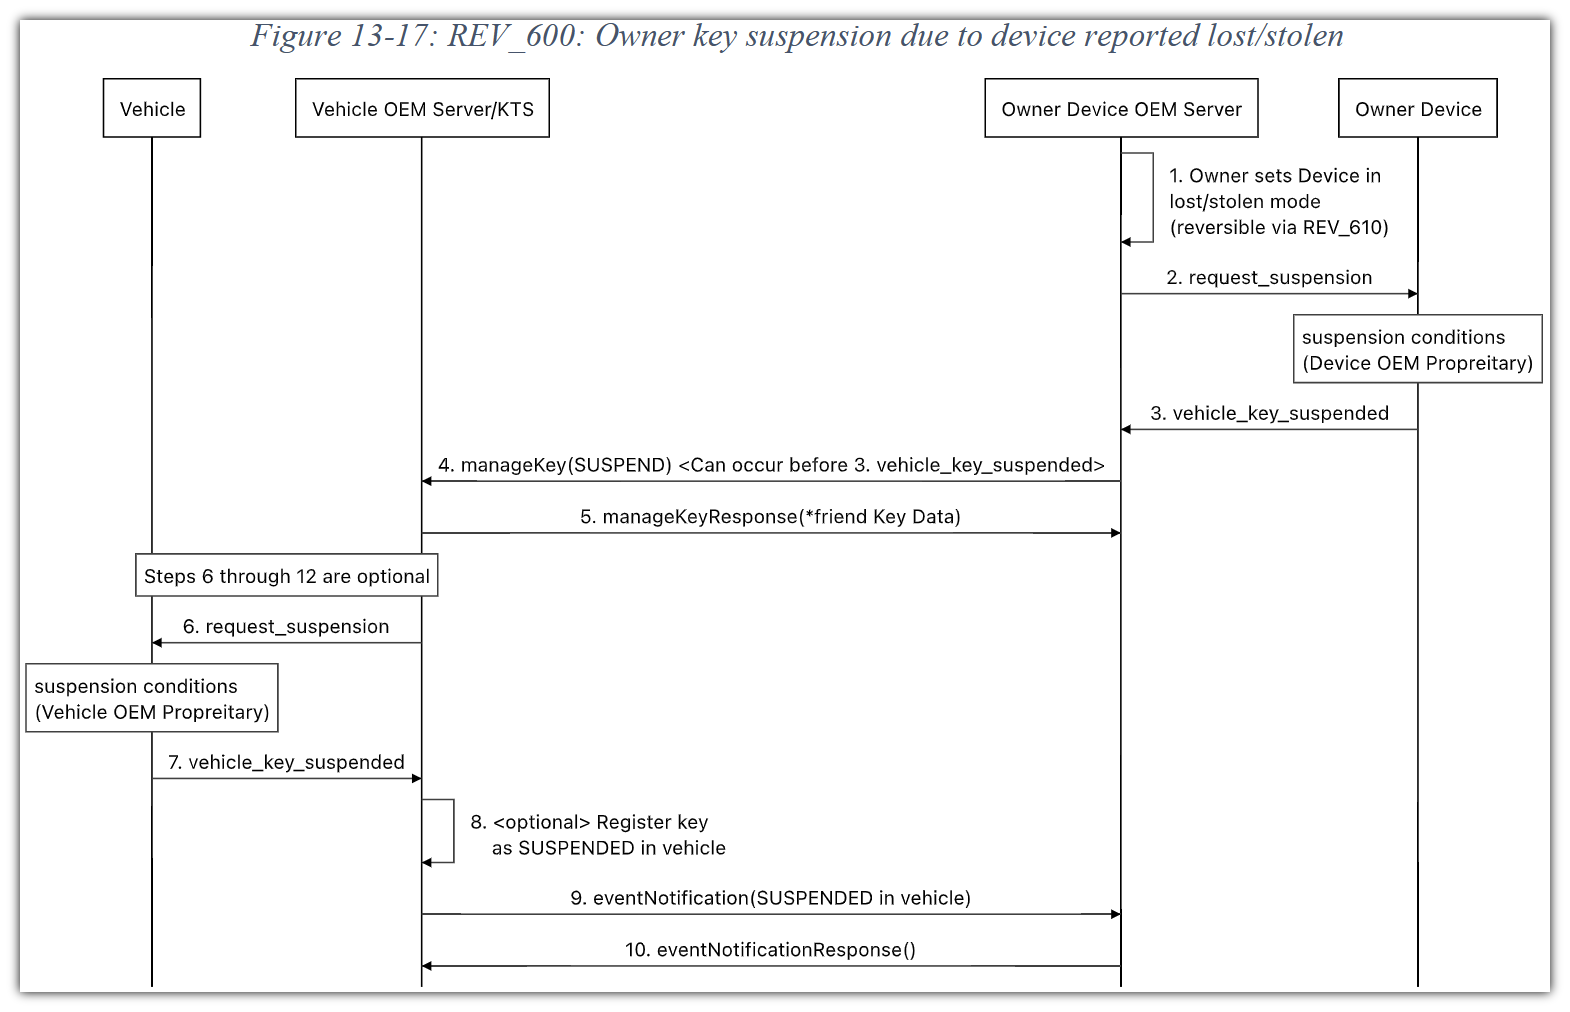 Figure 13-17: REV_600: Owner key suspension due to device reported lost/stolen
Vehicle
Vehicle OEM Server/KTS
Owner Device OEM Server
Owner Device
1. Owner sets Device in
lost/stolen mode
(reversible via REV_610)
2. request_suspension
suspension conditions
(Device OEM Propreitary)
3. vehicle_key_suspended
4. manageKey(SUSPEND) <Can occur before 3. vehicle_key_suspended>
5. manageKeyResponse(*friend Key Data)
Steps 6 through 12 are optional
6. request_suspension
suspension conditions
(Vehicle OEM Propreitary)
7. vehicle_key_suspended
8. <optional> Register key
as SUSPENDED in vehicle
9. eventNotification(SUSPENDED in vehicle)
10. eventNotificationResponse()